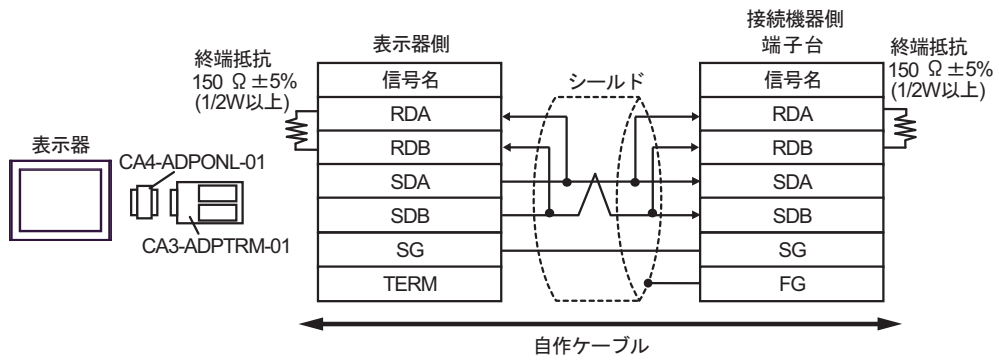 表示器
CA4-ADPONL-01
CA3-ADPTRM-01
終端抵抗
150 Ω ±5%
(1/2W以上)
表示器側
信号名
RDA
RDB
SDA
SDB
SG
TERM
シールド
接続機器側
端子台
信号名
RDA
RDB
SDA
SDB
SG
FG
終端抵抗
150 Ω ±5%
(1/2W以上)
自作ケーブル